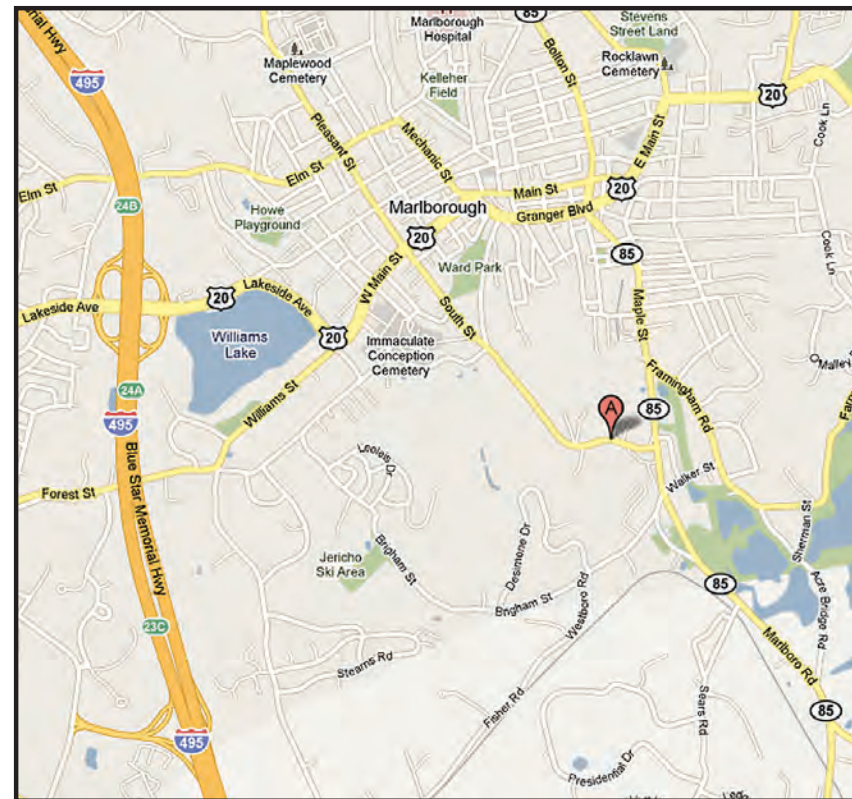 orial Hwy
495
Maplewood
Cemetery
Marlborough
Hospital
85
Stevens
Street Land
Bolton St
Rocklawn
Cemetery
Kelleher
Field
20
Cook Ln
Pleasant St
Mechanic St
E Main St
Elm St
Elm St
Main St
20
24B
Howe
Playground
Marlborough
Granger Blvd
20
85
Cook Ln
Ward Park
W Main St
Lakeside Ave
20
Lakeside Ave
Maple St
South St
Williams
Lake
20
Immaculate
Conception
Cemetery
O'Malley
Framingham Rd
24A
A
85
Williams St
495
Blue Star Memorial Hwy
Forest St
Walker St
Sherman St
Brigham St
Desimone Dr
Jericho
Ski Area
Acre Bridge Rd
85
Brigham St
Westboro Rd
23C
Marlboro Rd
Stearns Rd
Fisher Rd
Sears Rd
85
495
Presidential Dr